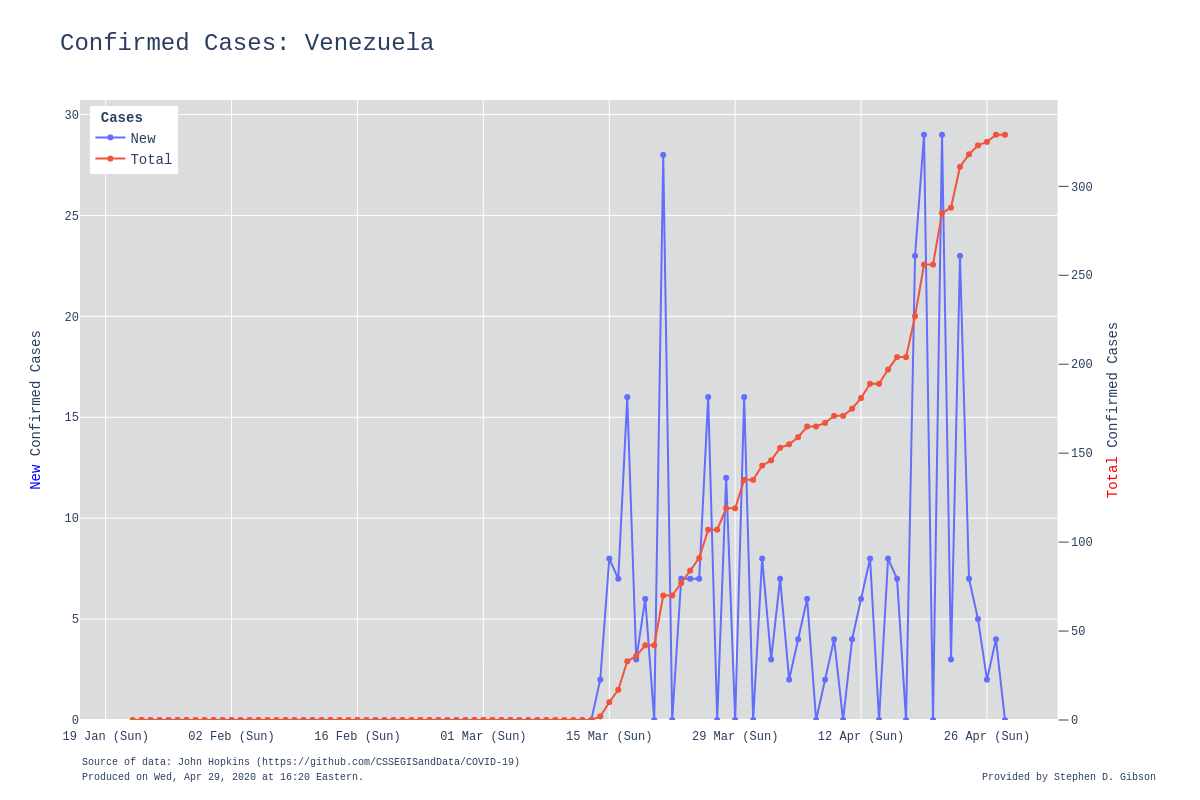 Confirmed Cases: Venezuela
Cases
New
Total
30
25
20
15
10
5
0
New Confirmed Cases
300
250
200
150
100
50
0
Total Confirmed Cases
19 Jan (Sun) 02 Feb (Sun) 16 Feb (Sun) 01 Mar (Sun) 15 Mar (Sun) 29 Mar (Sun) 12 Apr (Sun) 26 Apr (Sun)
Source of data: John Hopkins (https://github.com/CSSEGISandData/COVID-19)
Produced on Wed, Apr 29, 2020 at 16:20 Eastern.
Provided by Stephen D. Gibson